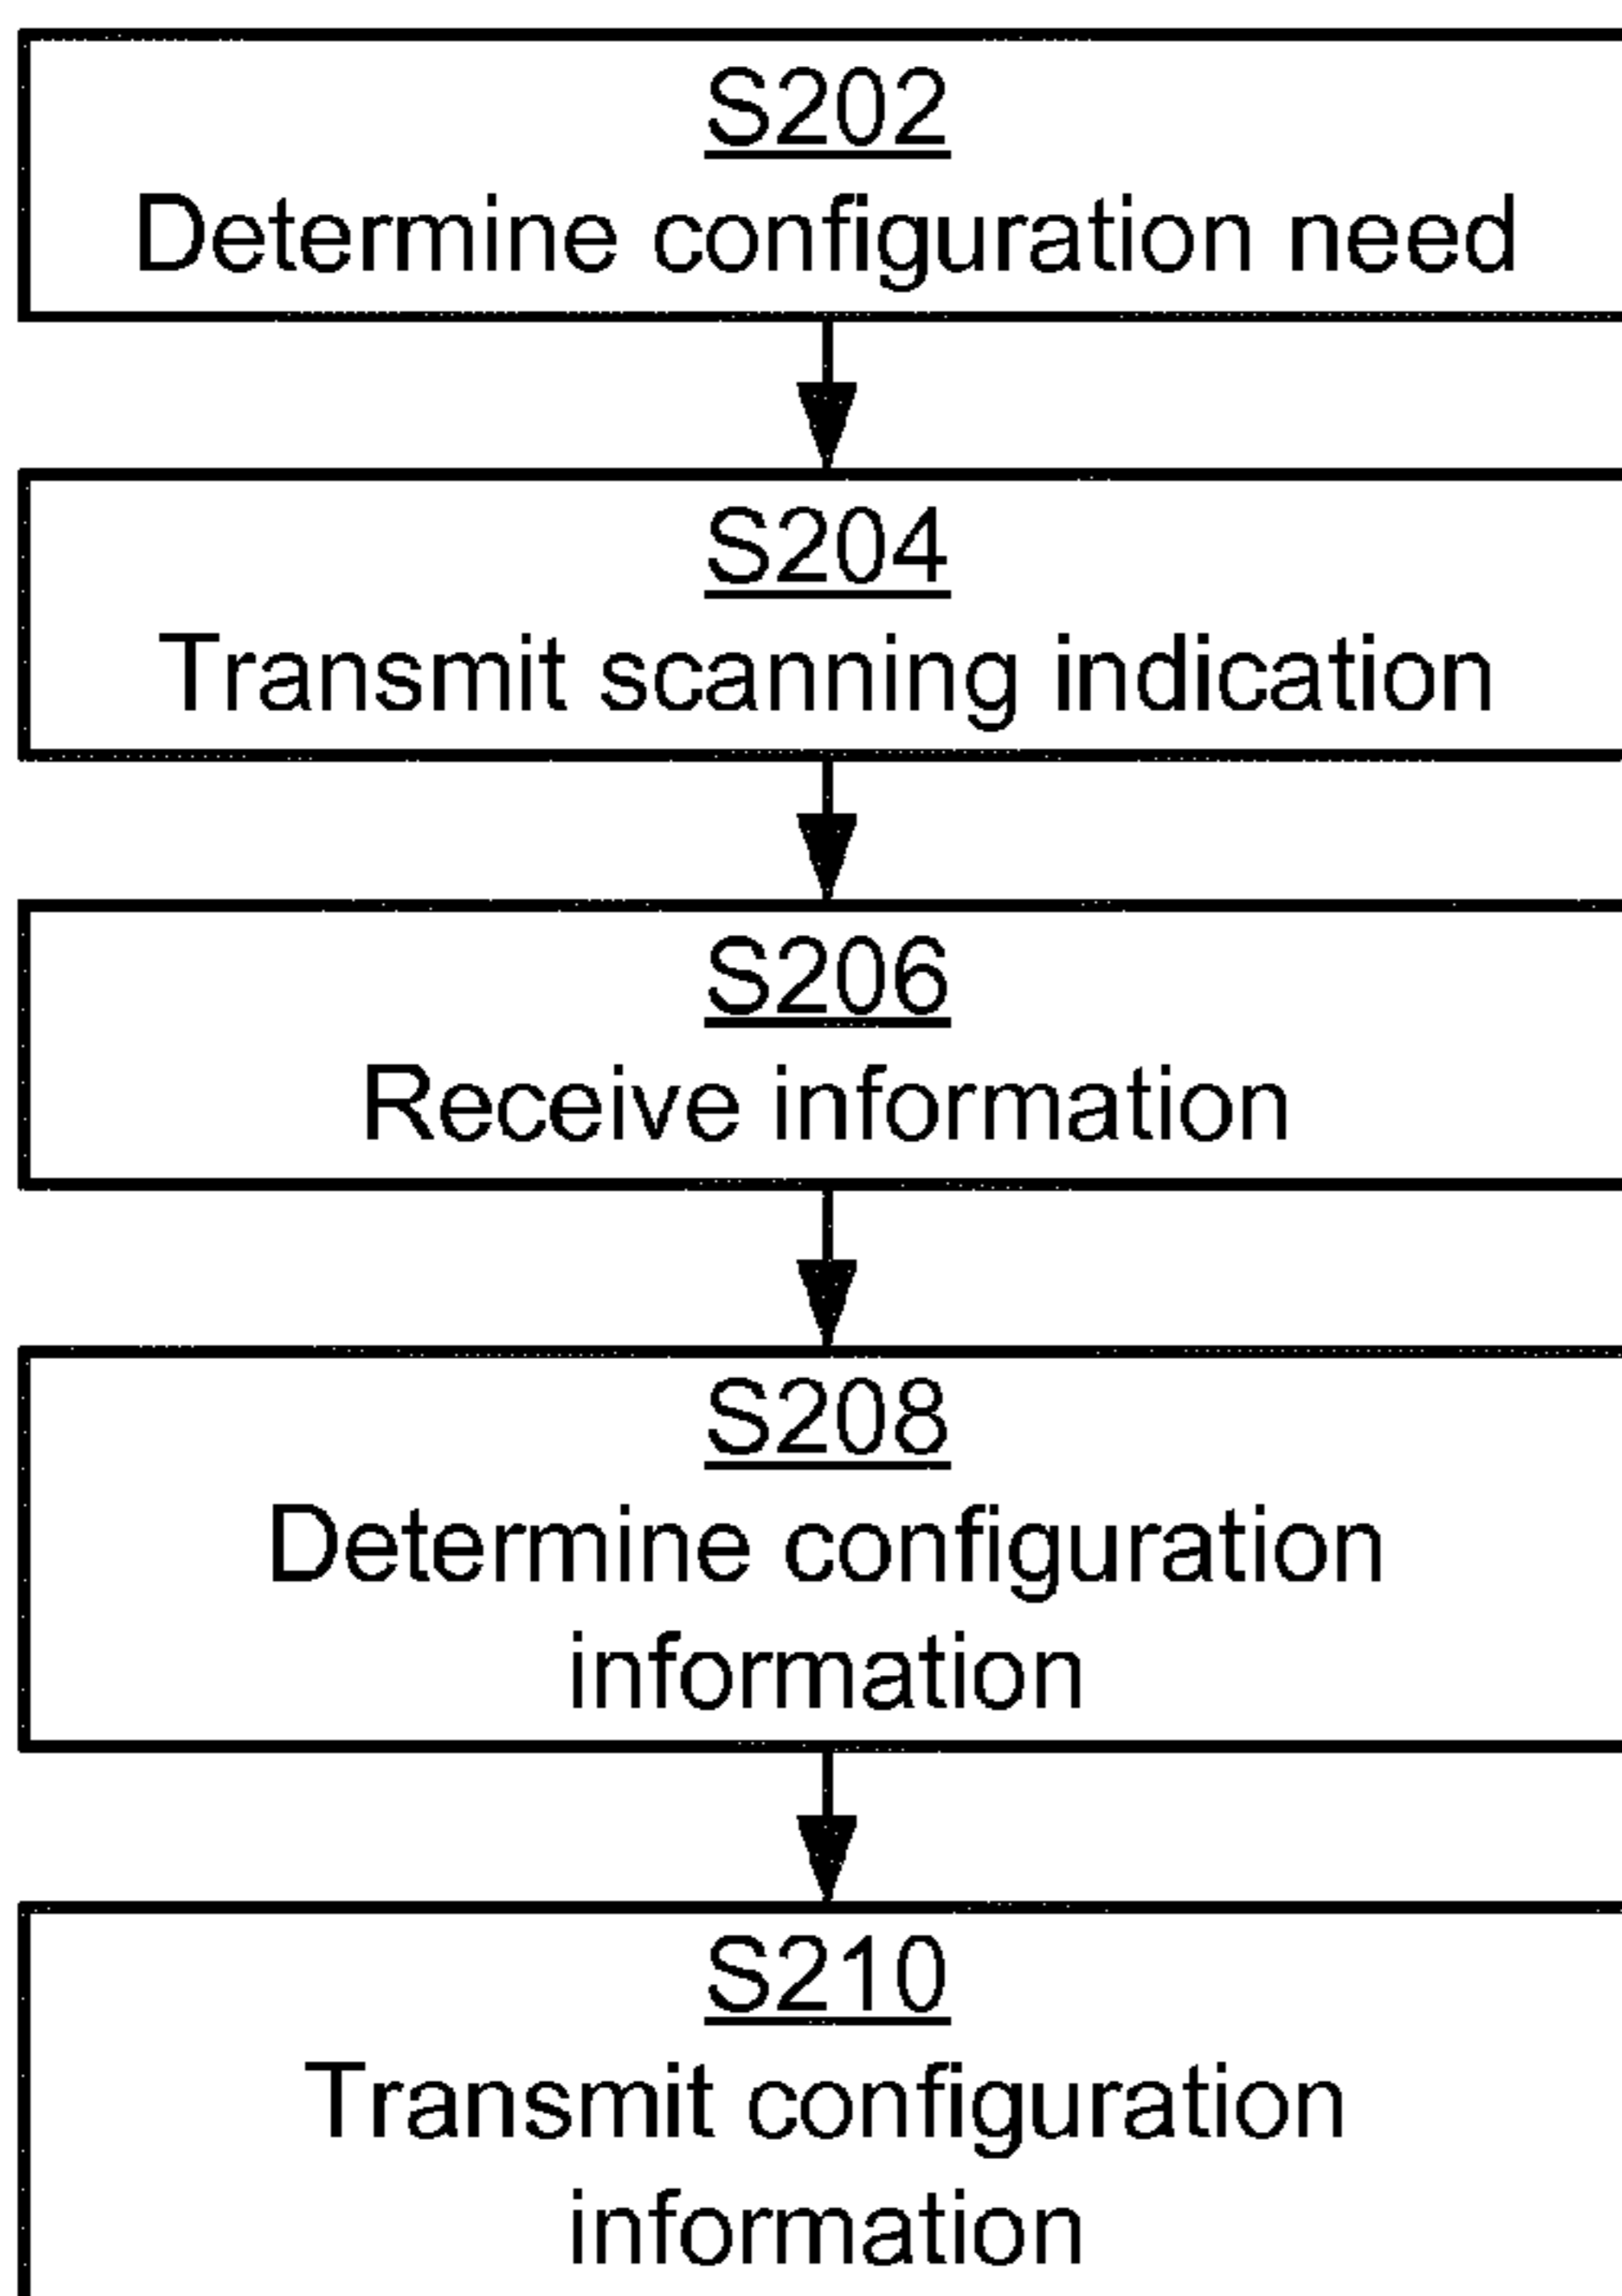 S202
Determine configuration need
S204
Transmit scanning indication
S206
Receive information
S208
Determine configuration
information
S210
Transmit configuration
information